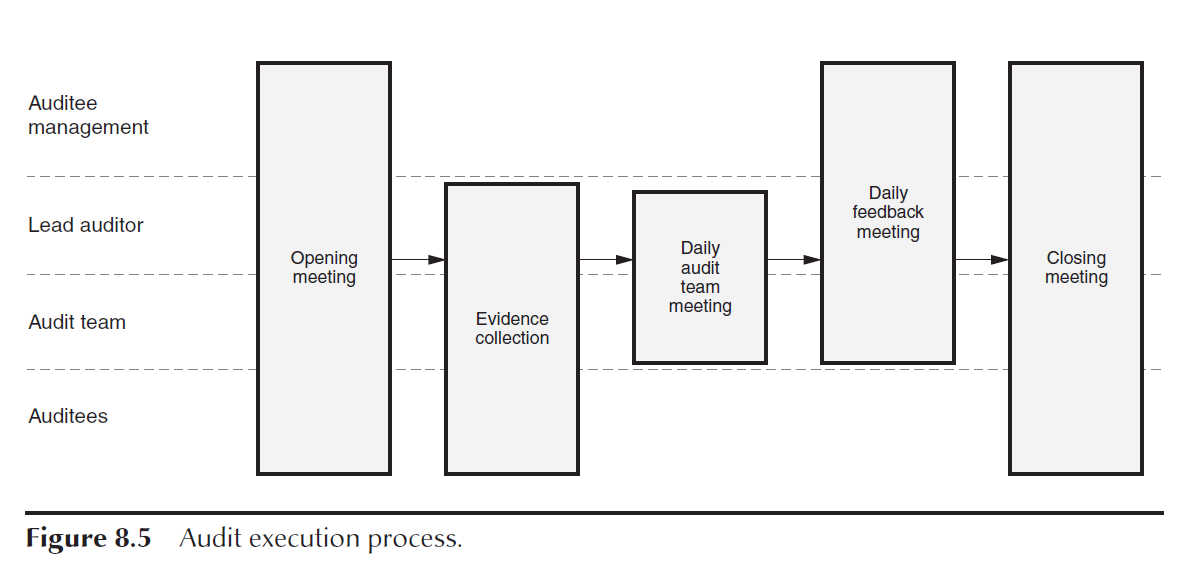 Auditee
management
Lead auditor
Audit team
Auditees
Opening
meeting
Evidence
collection
Daily
audit
team
meeting
Daily
feedback
meeting
Closing
meeting
Figure 8.5 Audit execution process.